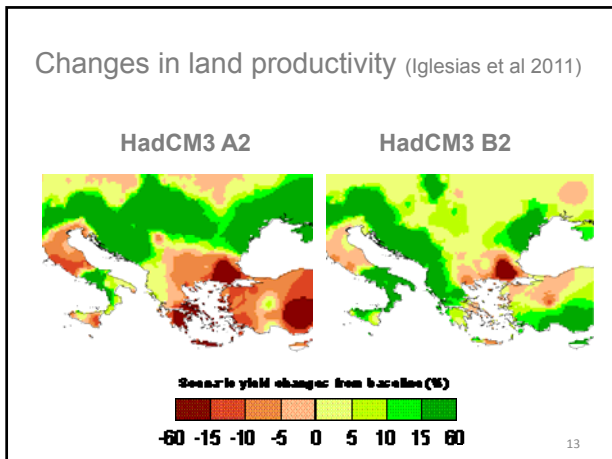 Changes in land productivity (Iglesias et al 2011)
HadCM3 A2 HadCM3 B2
Scenario yield changes from baseline (%)
-60 -15 -10 -5 0 5 10 15 60
13